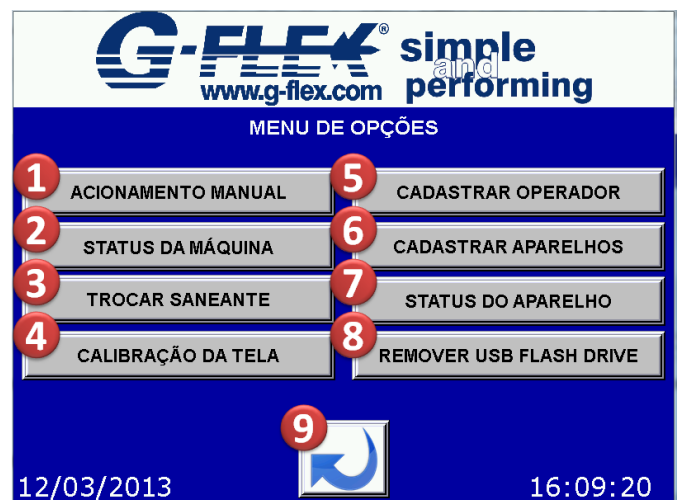 G-FLEX® simple
and
www.g-flex.com performing
MENU DE OPÇÕES
1 ACIONAMENTO MANUAL
5 CADASTRAR OPERADOR
2 STATUS DA MÁQUINA
6 CADASTRAR APARELHOS
3 TROCAR SANEANTE
7 STATUS DO APARELHO
4 CALIBRAÇÃO DA TELA
8 REMOVER USB FLASH DRIVE
9
12/03/2013 16:09:20